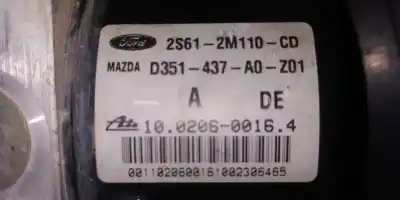 Ford 2S61-2M110-CD
MAZDA D351-437-A0-Z01
A DE
Ate 10.0206-0016.4
00110206001610023064​65